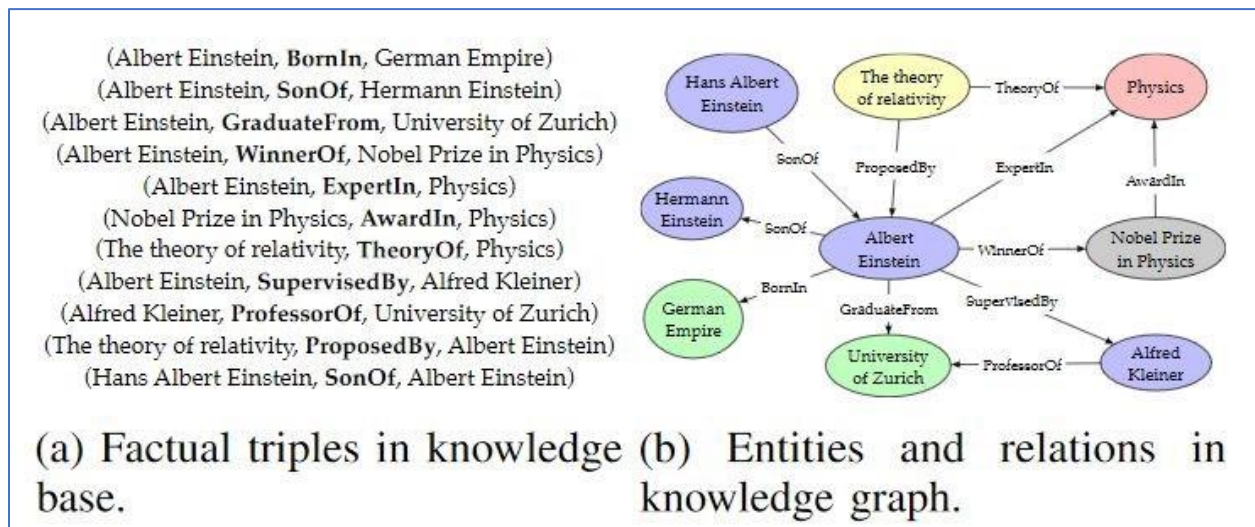 (Albert Einstein, BornIn, German Empire)
(Albert Einstein, SonOf, Hermann Einstein)
(Albert Einstein, GraduateFrom, University of Zurich)
(Albert Einstein, WinnerOf, Nobel Prize in Physics)
(Albert Einstein, ExpertIn, Physics)
(Nobel Prize in Physics, AwardIn, Physics)
(The theory of relativity, TheoryOf, Physics)
(Albert Einstein, SupervisedBy, Alfred Kleiner)
(Alfred Kleiner, ProfessorOf, University of Zurich)
(The theory of relativity, ProposedBy, Albert Einstein)
(Hans Albert Einstein, SonOf, Albert Einstein)
(a) Factual triples in knowledge
base.
Hans Albert
Einstein
The theory
of relativity
TheoryOf
Physics
SonOf
ProposedBy
ExpertIn
AwardIn
Hermann
Einstein
SonOf
Albert
Einstein
WinnerOf
Nobel Prize
in Physics
German
Empire
BornIn
GraduateFrom
SupervisedBy
University
of Zurich
ProfessorOf
Alfred
Kleiner
(b) Entities and relations in
knowledge graph.